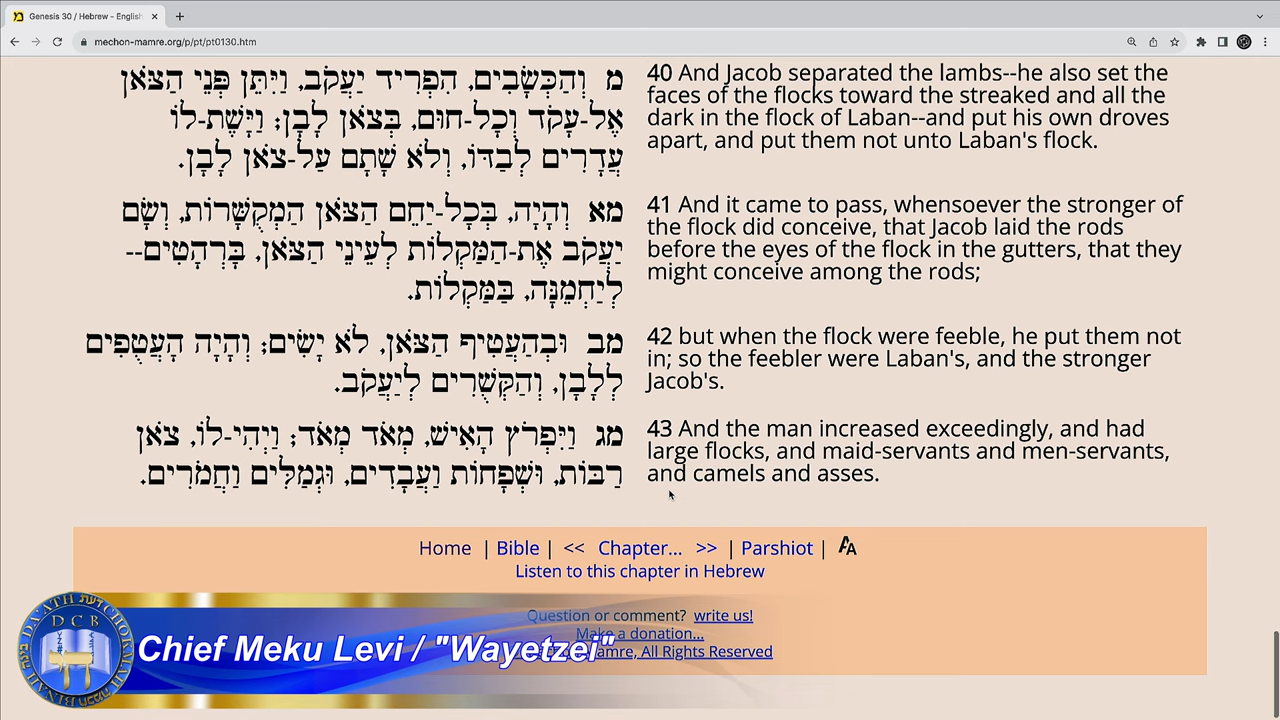 Genesis 30 / Hebrew - English
mechon-mamre.org/p/pt/pt0130.htm
מ וְהַכְּשָׂבִים, הִפְרִיד יַעֲקֹב, וַיִּתֵּן פְּנֵי הַצֹּאן
אֶל-עָקֹד וְכָל-חוּם, בְּצֹאן לָבָן; וַיָּשֶׁת-לוֹ
עֲדָרִים לְבַדּוֹ, וְלֹא שָׁתָם עַל-צֹאן לָבָן.
40 And Jacob separated the lambs--he also set the
faces of the flocks toward the streaked and all the
dark in the flock of Laban--and put his own droves
apart, and put them not unto Laban's flock.
מא וְהָיָה, בְּכָל-יַחֵם הַצֹּאן הַמְקֻשָּׁרוֹת, וְשָׂם
יַעֲקֹב אֶת-הַמַּקְלוֹת לְעֵינֵי הַצֹּאן, בָּרְהָטִים--
לְיַחְמֵנָּה, בַּמַּקְלוֹת.
41 And it came to pass, whensoever the stronger of
the flock did conceive, that Jacob laid the rods
before the eyes of the flock in the gutters, that they
might conceive among the rods;
מב וּבְהַעֲטִיף הַצֹּאן, לֹא יָשִׂים; וְהָיָה הָעֲטֻפִים
לְלָבָן, וְהַקְּשֻׁרִים לְיַעֲקֹב.
42 but when the flock were feeble, he put them not
in; so the feebler were Laban's, and the stronger
Jacob's.
מג וַיִּפְרֹץ הָאִישׁ, מְאֹד מְאֹד; וַיְהִי-לוֹ, צֹאן
רַבּוֹת, וּשְׁפָחוֹת וַעֲבָדִים, וּגְמַלִּים וַחֲמֹרִים.
43 And the man increased exceedingly, and had
large flocks, and maid-servants and men-servants,
and camels and asses.
Home | Bible | << Chapter... >> | Parshiot | AA
Listen to this chapter in Hebrew
Question or comment? write us!
Make a donation...
Mamre, All Rights Reserved
DCB
Chief Meku Levi / "Wayetzei"